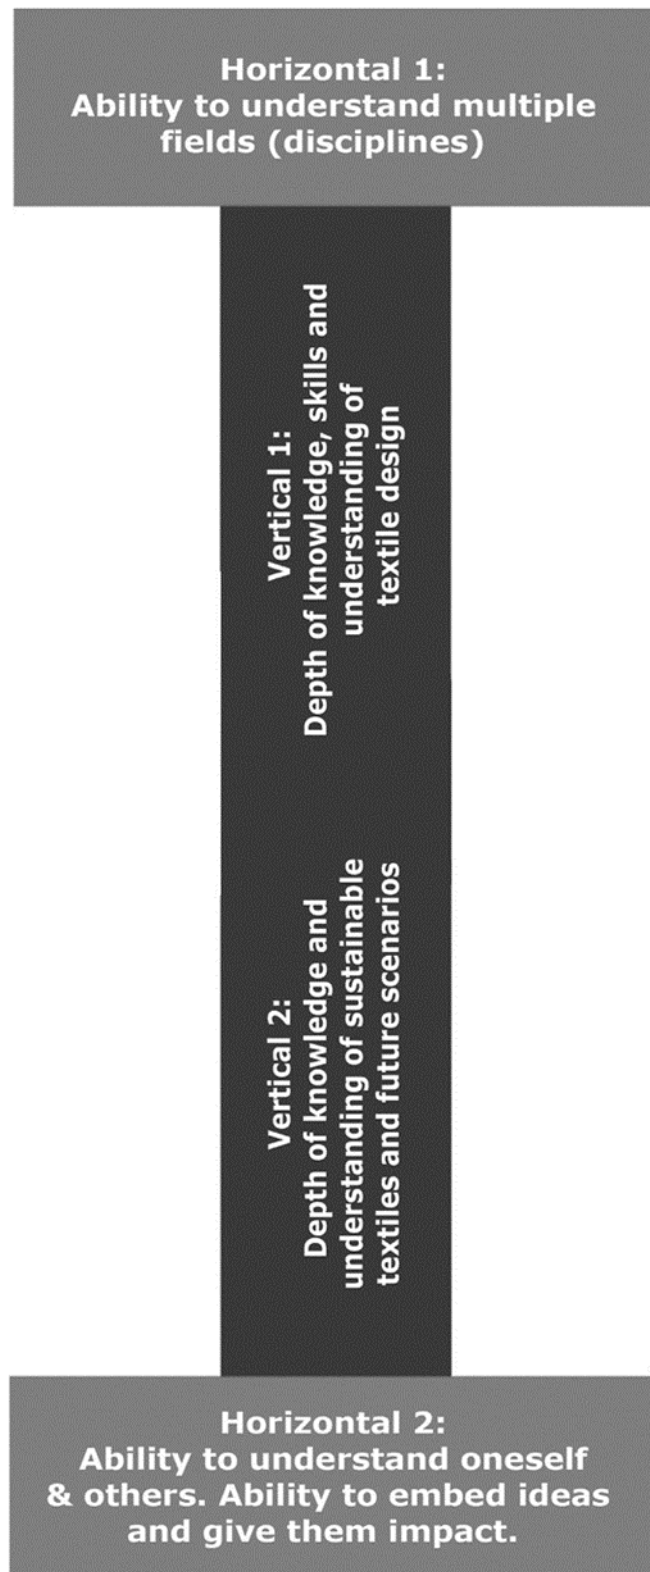 Horizontal 1:
Ability to understand multiple
fields (disciplines)
Vertical 1:
Depth of knowledge, skills and
understanding of
textile design
Vertical 2:
Depth of knowledge and
understanding of sustainable
textiles and future scenarios
Horizontal 2:
Ability to understand oneself
& others. Ability to embed ideas
and give them impact.